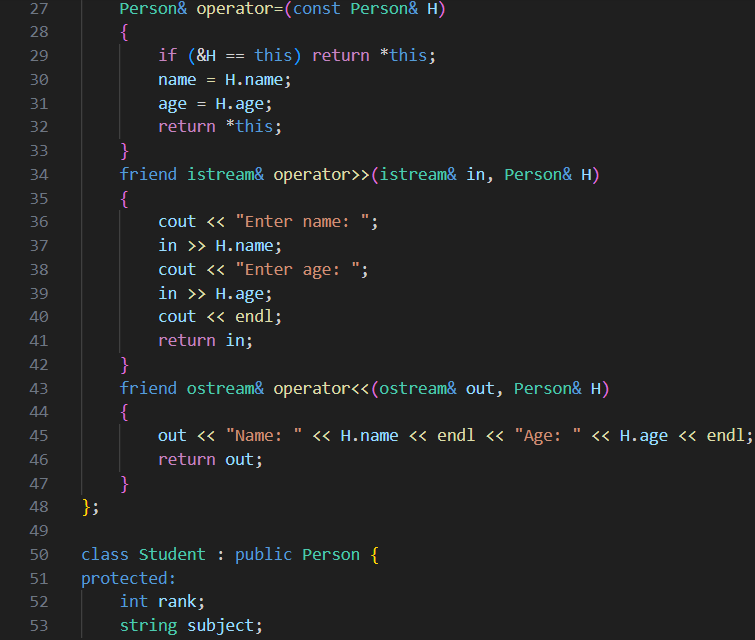 27 Person& operator=(const Person& H)
28 {
29 if (&H == this) return *this;
30 name = H.name;
31 age = H.age;
32 return *this;
33 }
34 friend istream& operator>>(istream& in, Person& H)
35 {
36 cout << "Enter name: ";
37 in >> H.name;
38 cout << "Enter age: ";
39 in >> H.age;
40 cout << endl;
41 return in;
42 }
43 friend ostream& operator<<(ostream& out, Person& H)
44 {
45 out << "Name: " << H.name << endl << "Age: " << H.age << endl;
46 return out;
47 }
48 };
49
50 class Student : public Person {
51 protected:
52 int rank;
53 string subject;